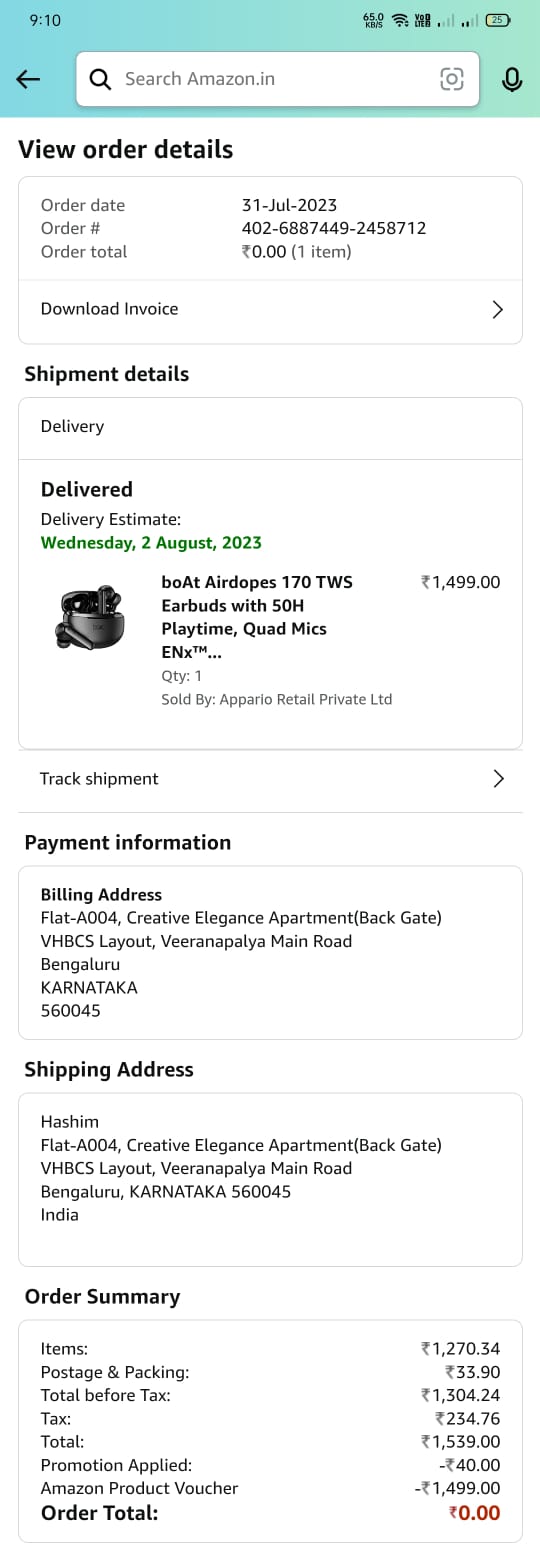 9:10
65.0
KB/S
Vo
LTE
25
Search Amazon.in
View order details
Order date 31-Jul-2023
Order # 402-6887449-2458712
Order total ₹0.00 (1 item)
Download Invoice
Shipment details
Delivery
Delivered
Delivery Estimate:
Wednesday, 2 August, 2023
boAt Airdopes 170 TWS ₹1,499.00
Earbuds with 50H
Playtime, Quad Mics
ENx™...
Qty: 1
Sold By: Appario Retail Private Ltd
Track shipment
Payment information
Billing Address
Flat-A004, Creative Elegance Apartment(Back Gate)
VHBCS Layout, Veeranapalya Main Road
Bengaluru
KARNATAKA
560045
Shipping Address
Hashim
Flat-A004, Creative Elegance Apartment(Back Gate)
VHBCS Layout, Veeranapalya Main Road
Bengaluru, KARNATAKA 560045
India
Order Summary
Items: ₹1,270.34
Postage & Packing: ₹33.90
Total before Tax: ₹1,304.24
Tax: ₹234.76
Total: ₹1,539.00
Promotion Applied: -₹40.00
Amazon Product Voucher -₹1,499.00
Order Total: ₹0.00